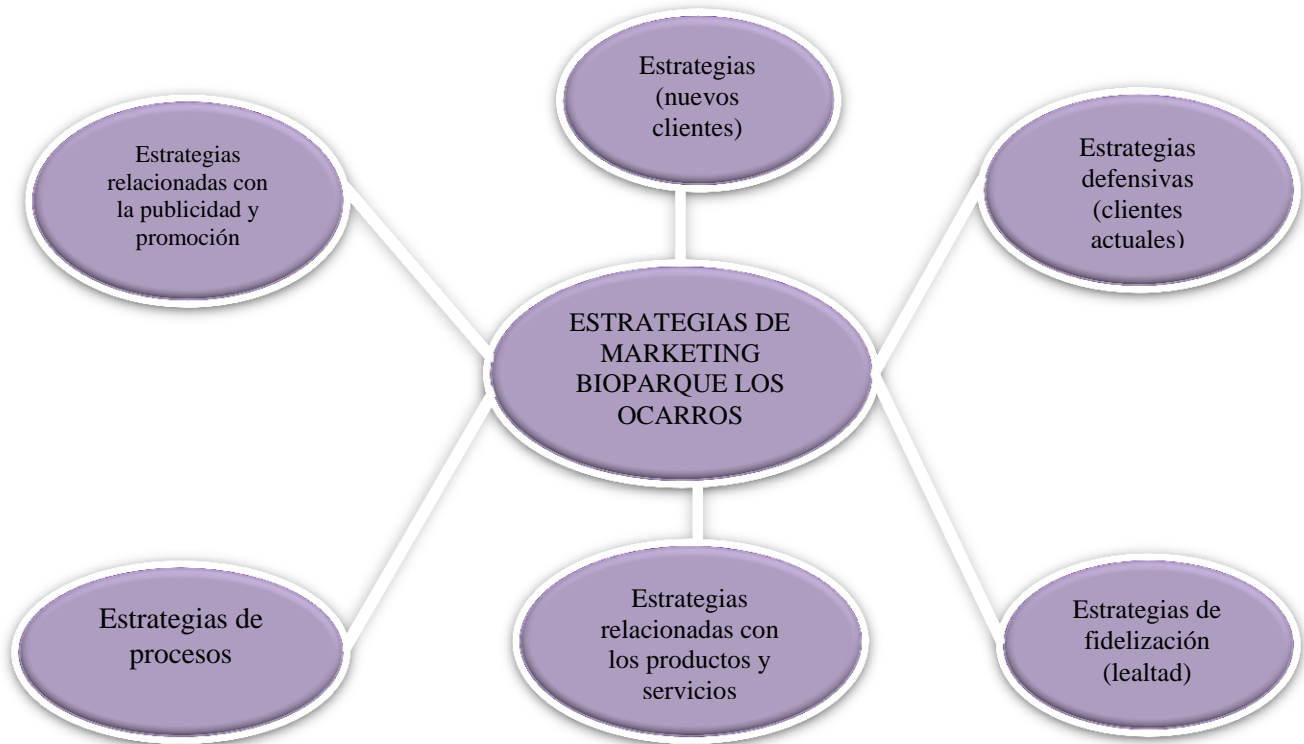 Estrategias
(nuevos
clientes)
Estrategias
relacionadas con
la publicidad y
promoción
Estrategias
defensivas
(clientes
actuales)
ESTRATEGIAS DE
MARKETING
BIOPARQUE LOS
OCARROS
Estrategias de
procesos
Estrategias
relacionadas con
los productos y
servicios
Estrategias de
fidelización
(lealtad)